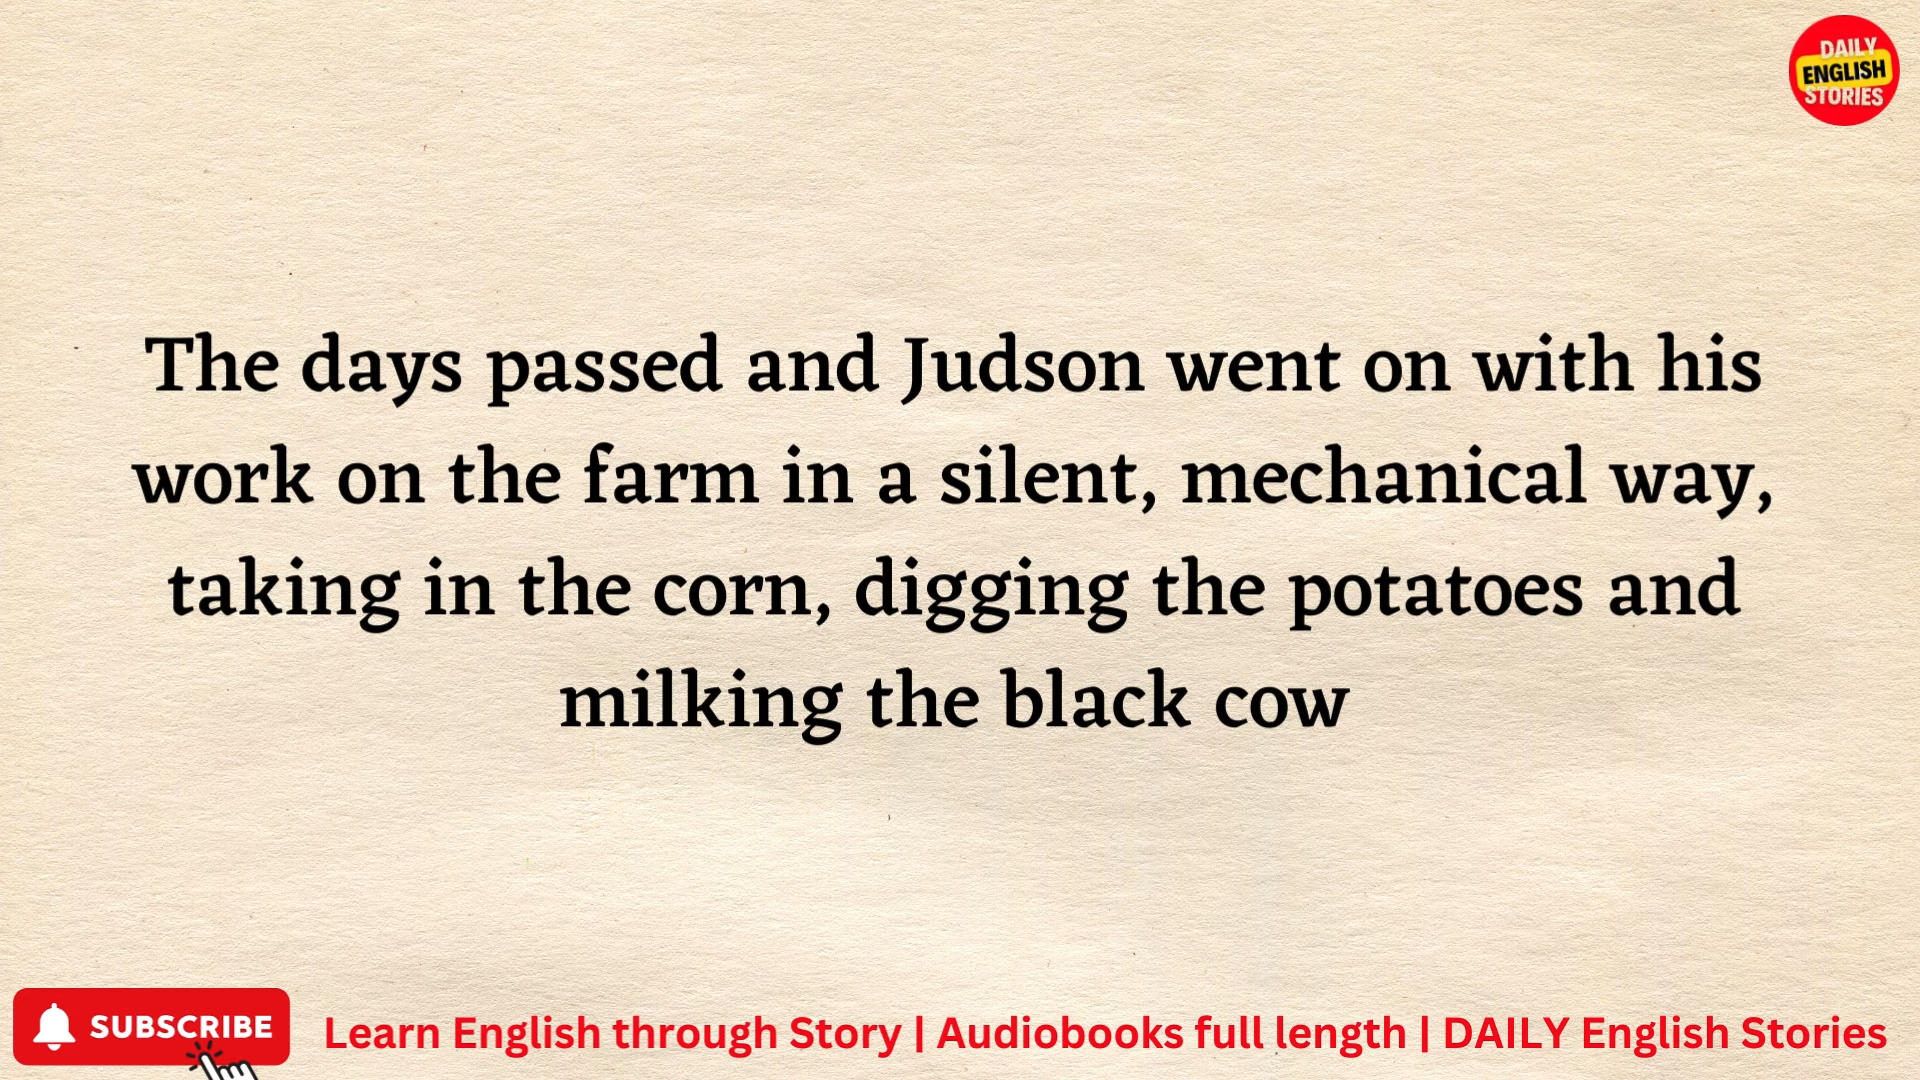 DAILY
ENGLISH
STORIES
The days passed and Judson went on with his
work on the farm in a silent, mechanical way,
taking in the corn, digging the potatoes and
milking the black cow
SUBSCRIBE
Learn English through Story | Audiobooks full length | DAILY English Stories